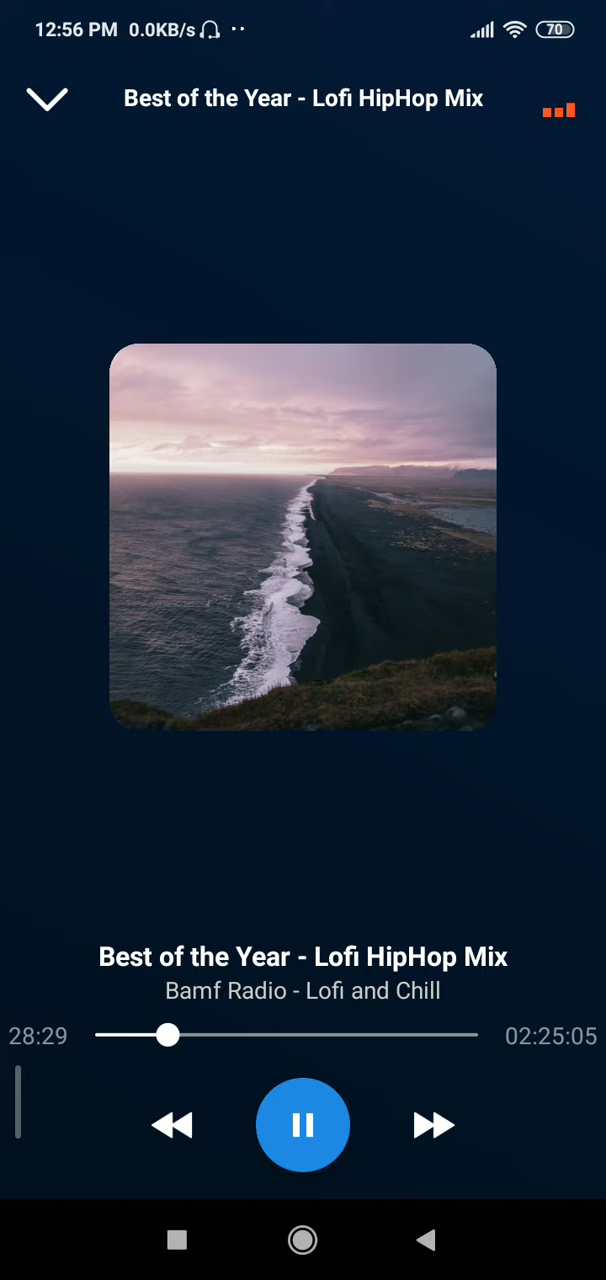 12:56 PM 0.0KB/s 70
Best of the Year - Lofi HipHop Mix
Best of the Year - Lofi HipHop Mix
Bamf Radio - Lofi and Chill
28:29 02:25:05